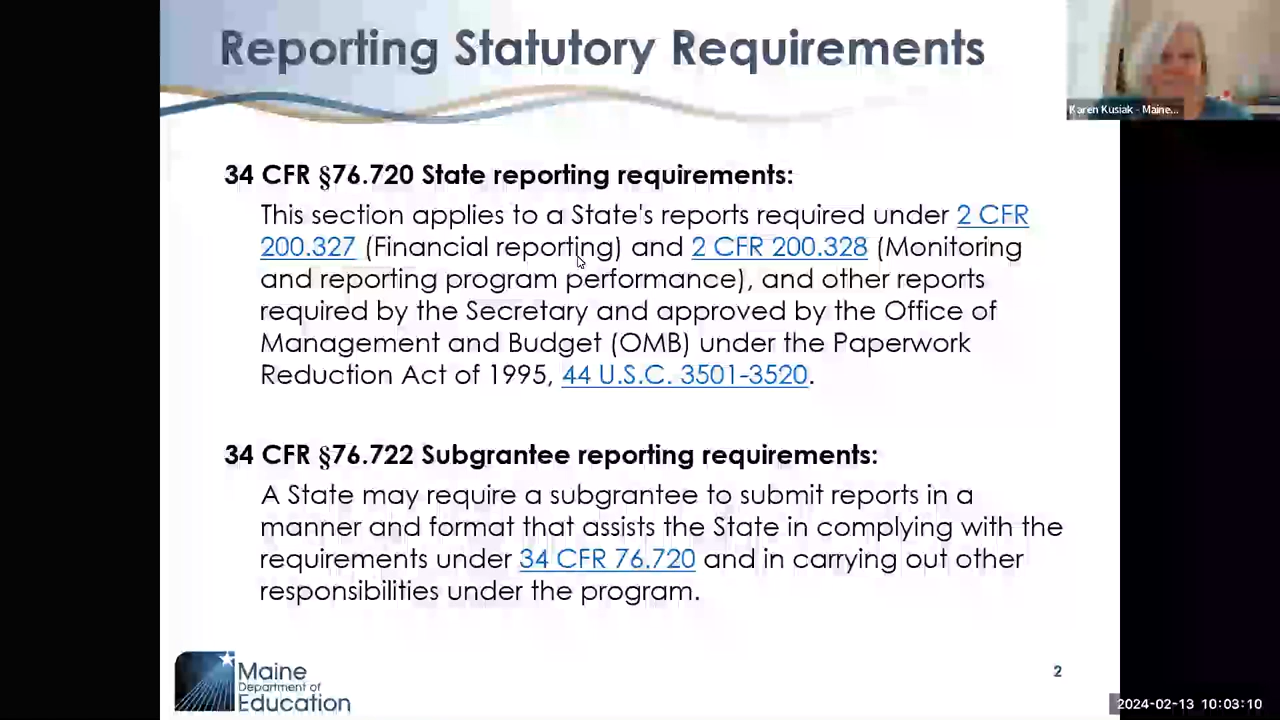 Reporting Statutory Requirements
Karen Kusiak - Maine...
34 CFR §76.720 State reporting requirements:
This section applies to a State's reports required under 2 CFR
200.327 (Financial reporting) and 2 CFR 200.328 (Monitoring
and reporting program performance), and other reports
required by the Secretary and approved by the Office of
Management and Budget (OMB) under the Paperwork
Reduction Act of 1995, 44 U.S.C. 3501-3520.
34 CFR §76.722 Subgrantee reporting requirements:
A State may require a subgrantee to submit reports in a
manner and format that assists the State in complying with the
requirements under 34 CFR 76.720 and in carrying out other
responsibilities under the program.
Maine
Department of
Education
2
2024-02-13 10:03:10